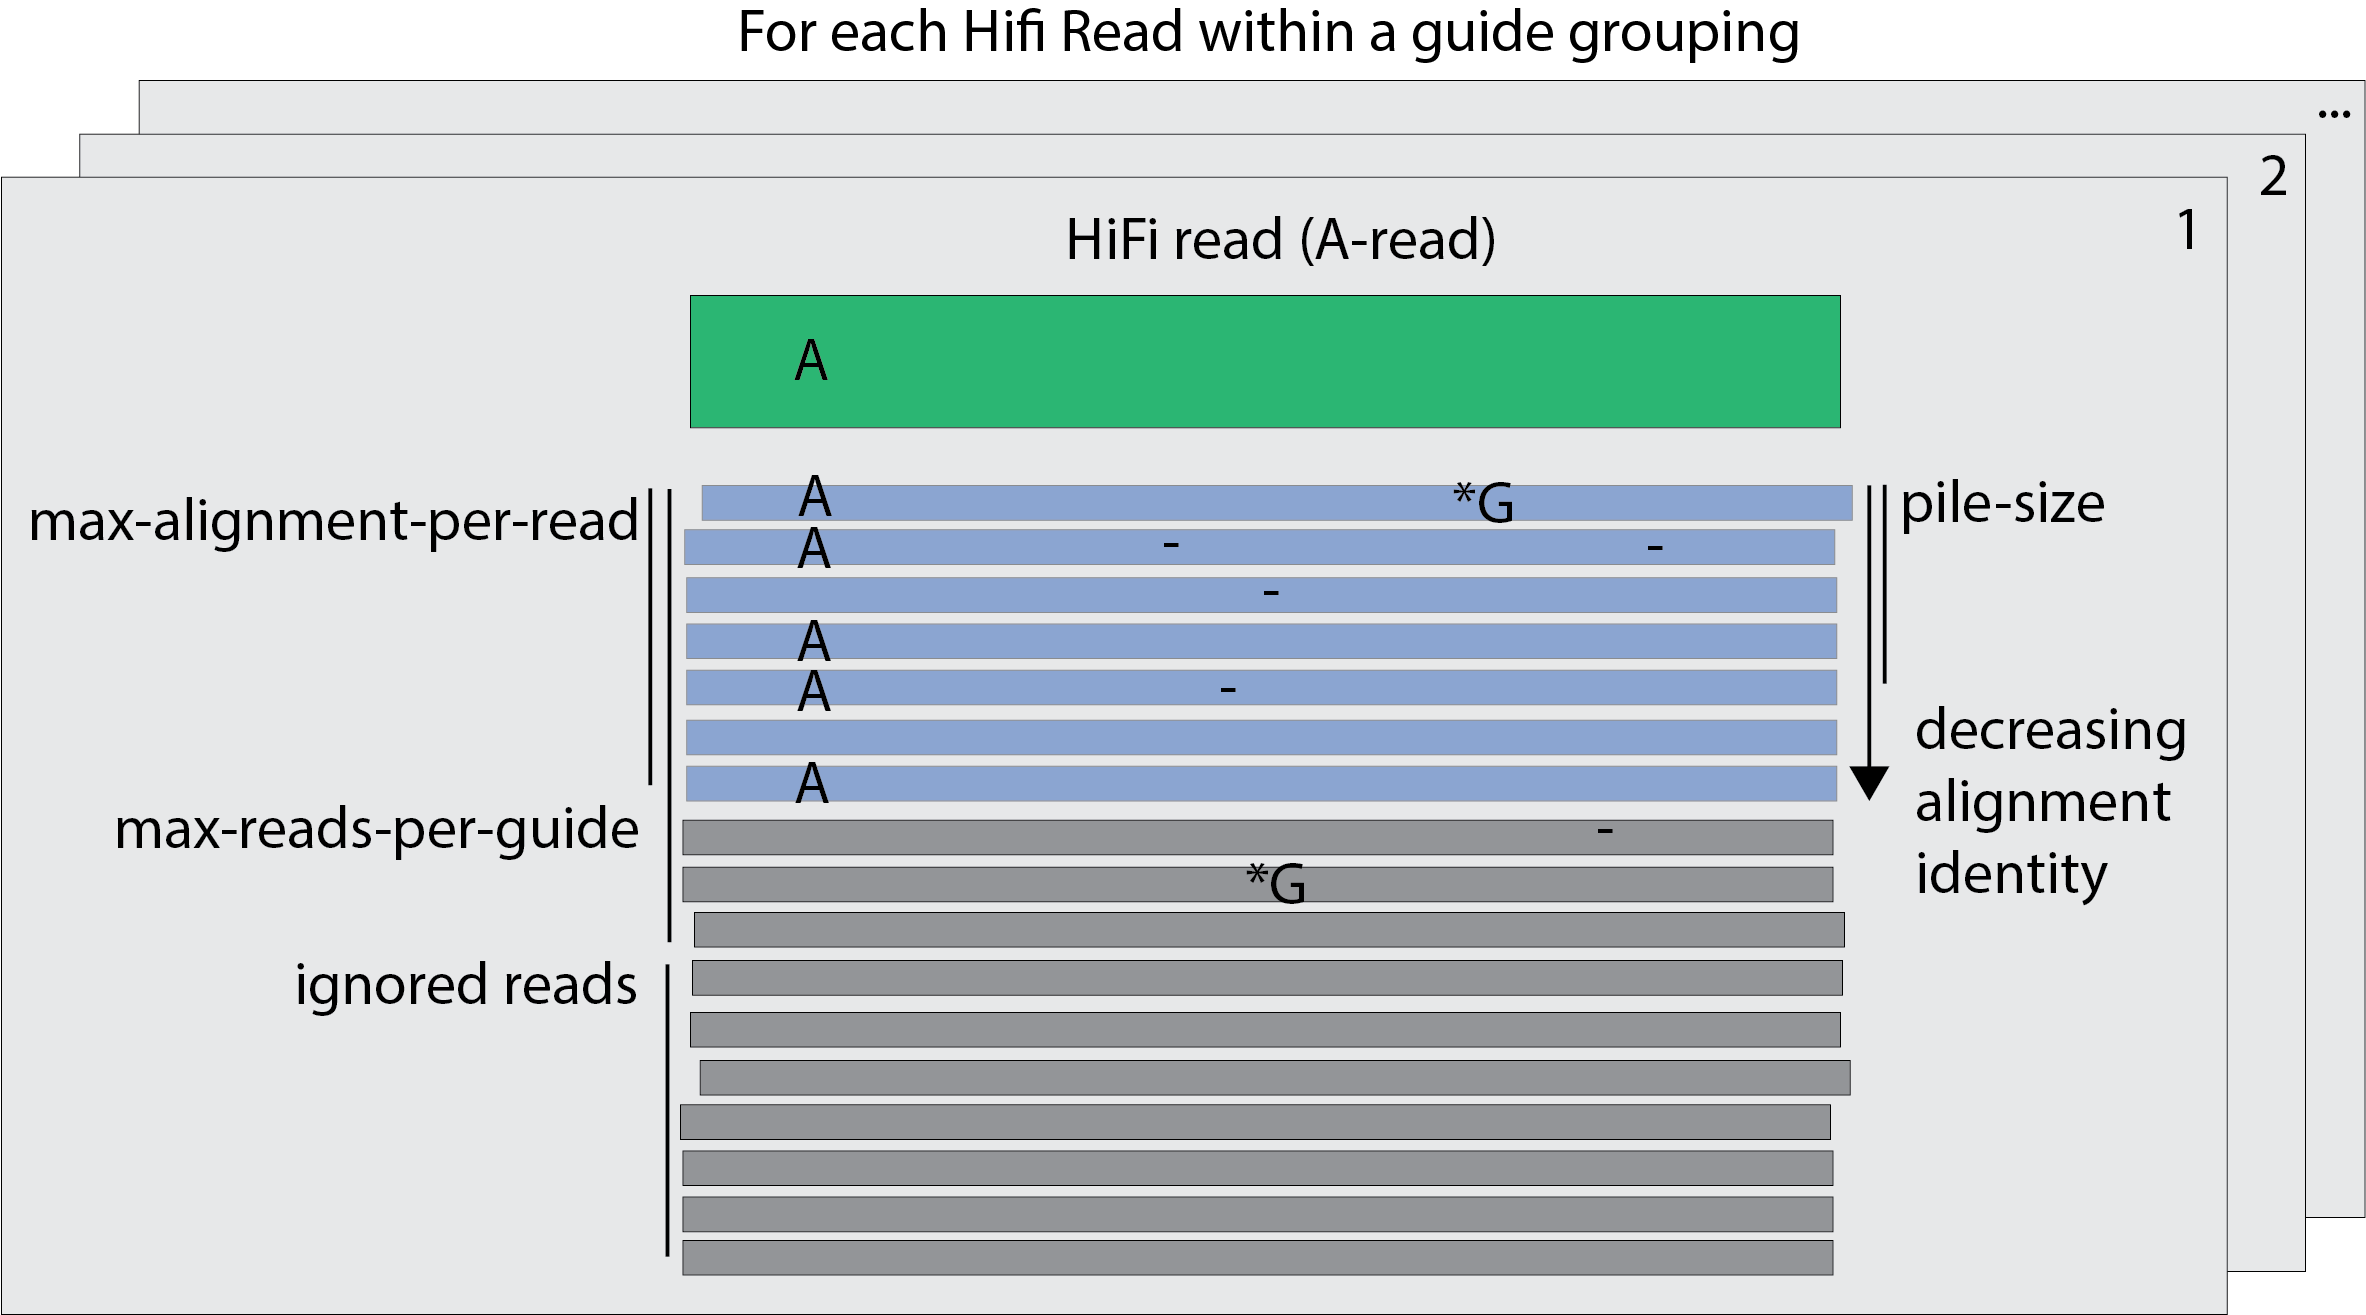 For each Hifi Read within a guide grouping
...
2
1
HiFi read (A-read)
A
max-alignment-per-read
A
*G
pile-size
A
-
-
-
A
A
-
decreasing
A
alignment
max-reads-per-guide
-
identity
*G
ignored reads